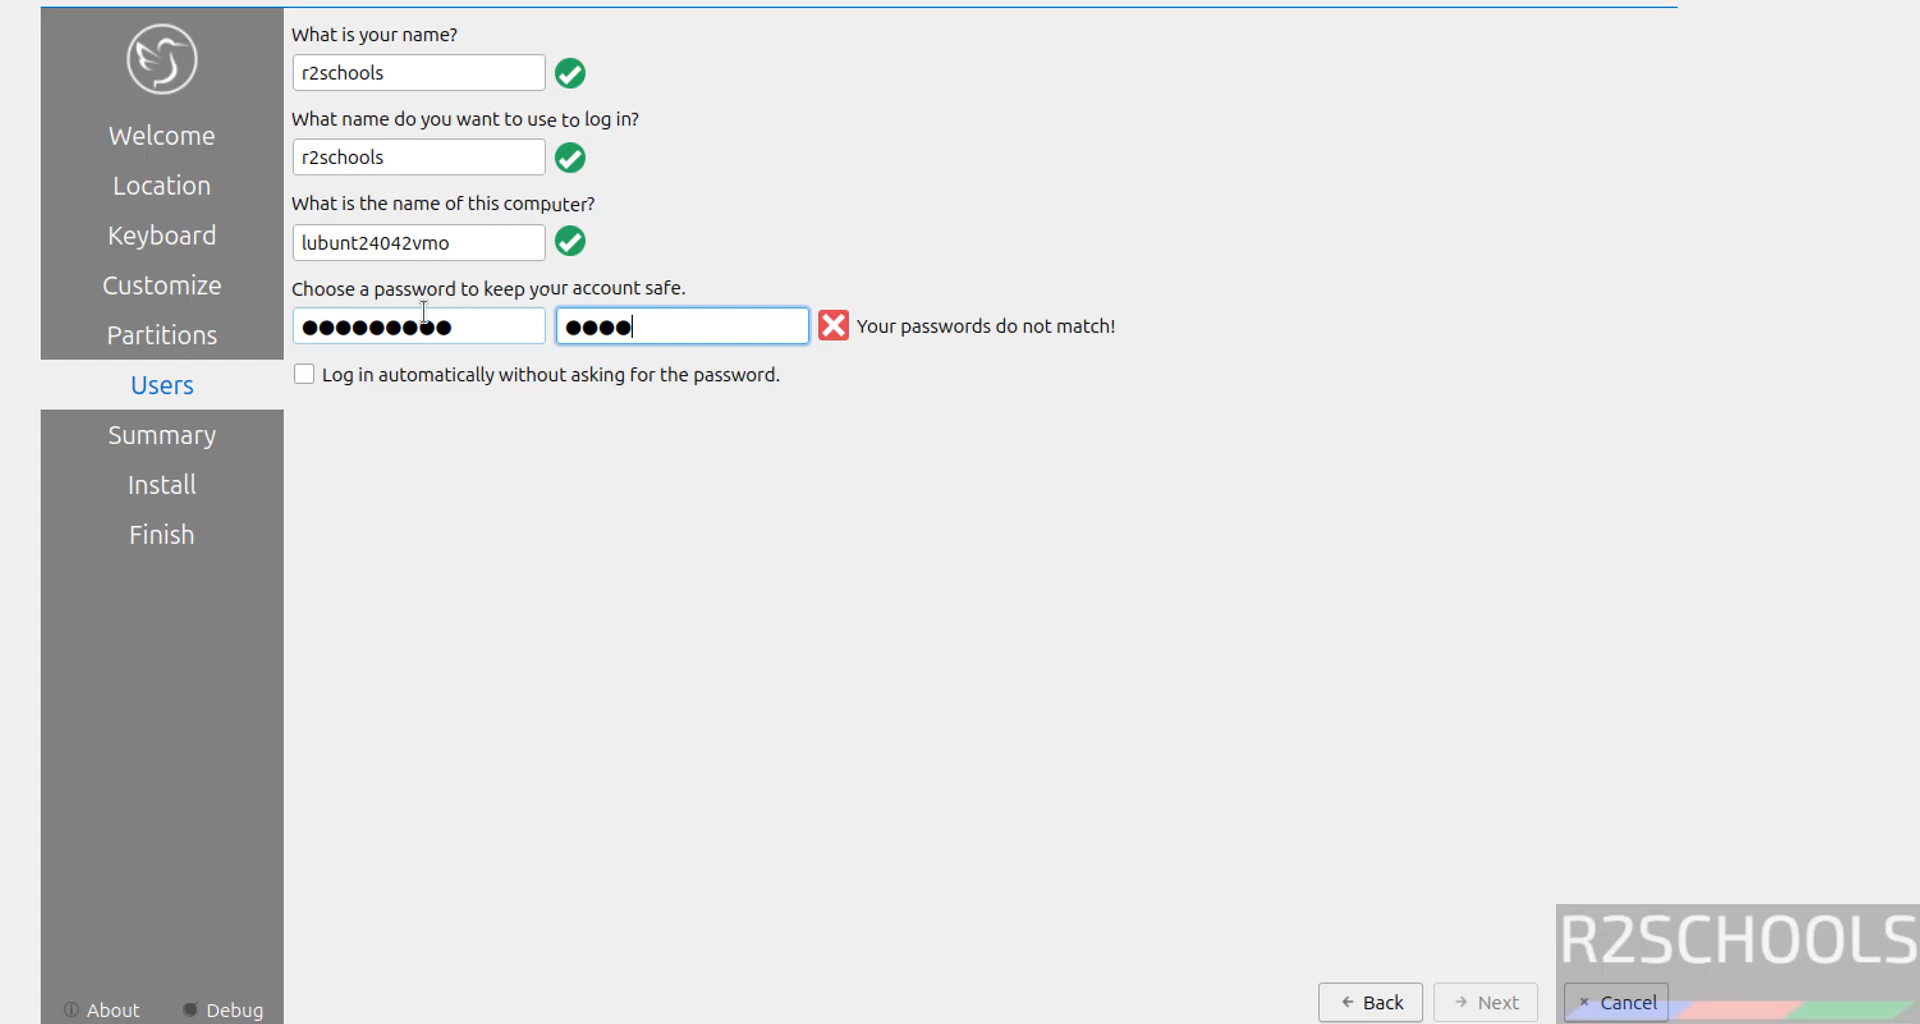 What is your name?
r2schools
What name do you want to use to log in?
r2schools
What is the name of this computer?
lubunt24042vmo
Choose a password to keep your account safe.
●●●●●●●●● ●●●● Your passwords do not match!
Log in automatically without asking for the password.
Welcome
Location
Keyboard
Customize
Partitions
Users
Summary
Install
Finish
About Debug
Back Next Cancel
R2SCHOOLS